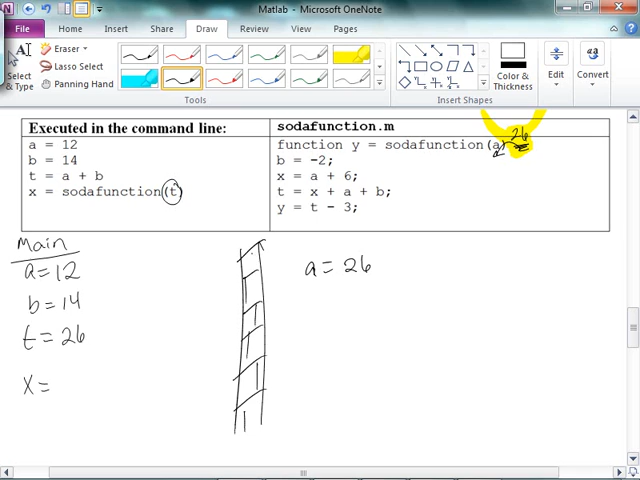 Matlab - Microsoft OneNote
File Home Insert Share Draw Review View
Select & Type
Eraser
Lasso Select
Panning Hand
Color & Thickness
Edit
Convert
Tools
Insert Shapes
Executed in the command line:
a = 12
b = 14
t = a + b
x = sodafunction(t)
sodafunction.m
function y = sodafunction(a)
26
b = -2;
x = a + 6;
t = x + a + b;
y = t - 3;
Main
a = 12
b = 14
t = 26
x =
a = 26